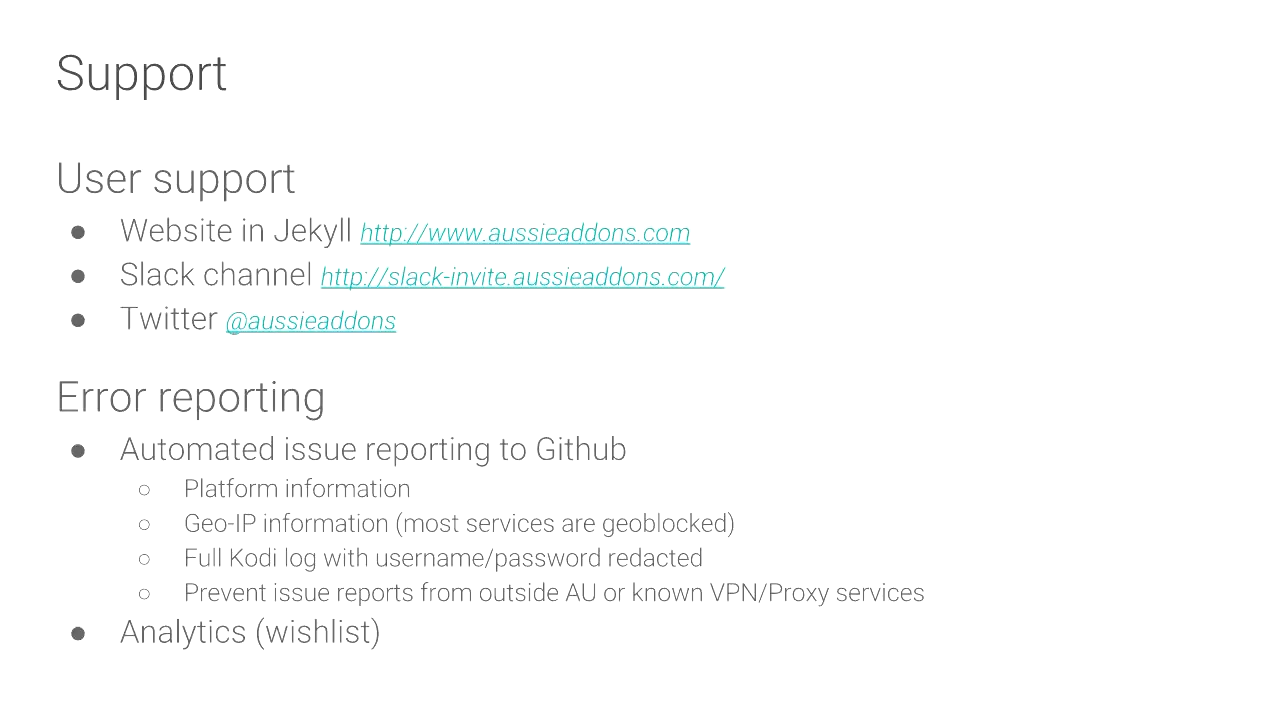 Support
User support
● Website in Jekyll http://www.aussieaddons.com
● Slack channel http://slack-invite.aussieaddons.com/
● Twitter @aussieaddons
Error reporting
● Automated issue reporting to Github
○ Platform information
○ Geo-IP information (most services are geoblocked)
○ Full Kodi log with username/password redacted
○ Prevent issue reports from outside AU or known VPN/Proxy services
● Analytics (wishlist)